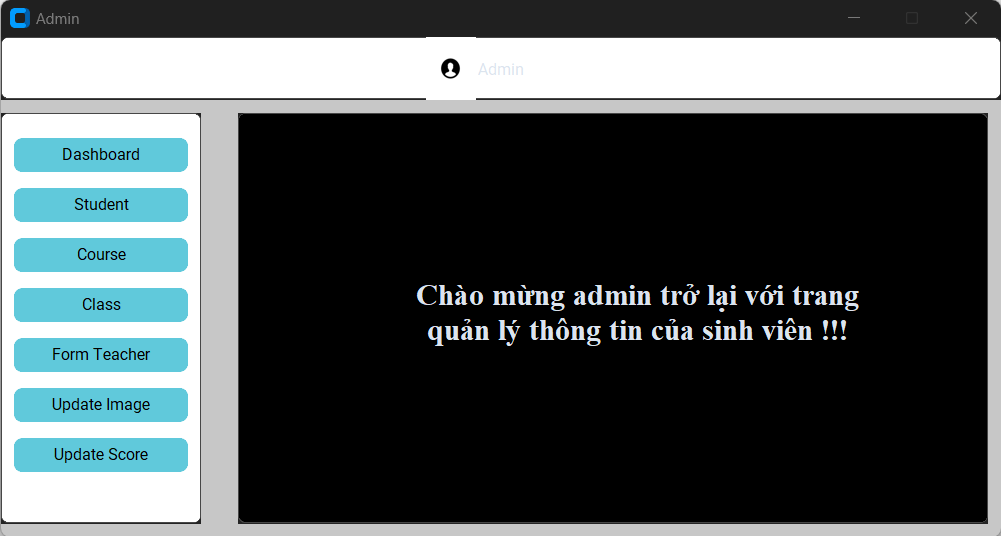 Admin
Admin
Dashboard
Student
Course
Class
Form Teacher
Update Image
Update Score
Chào mừng admin trở lại với trang
quản lý thông tin của sinh viên !!!